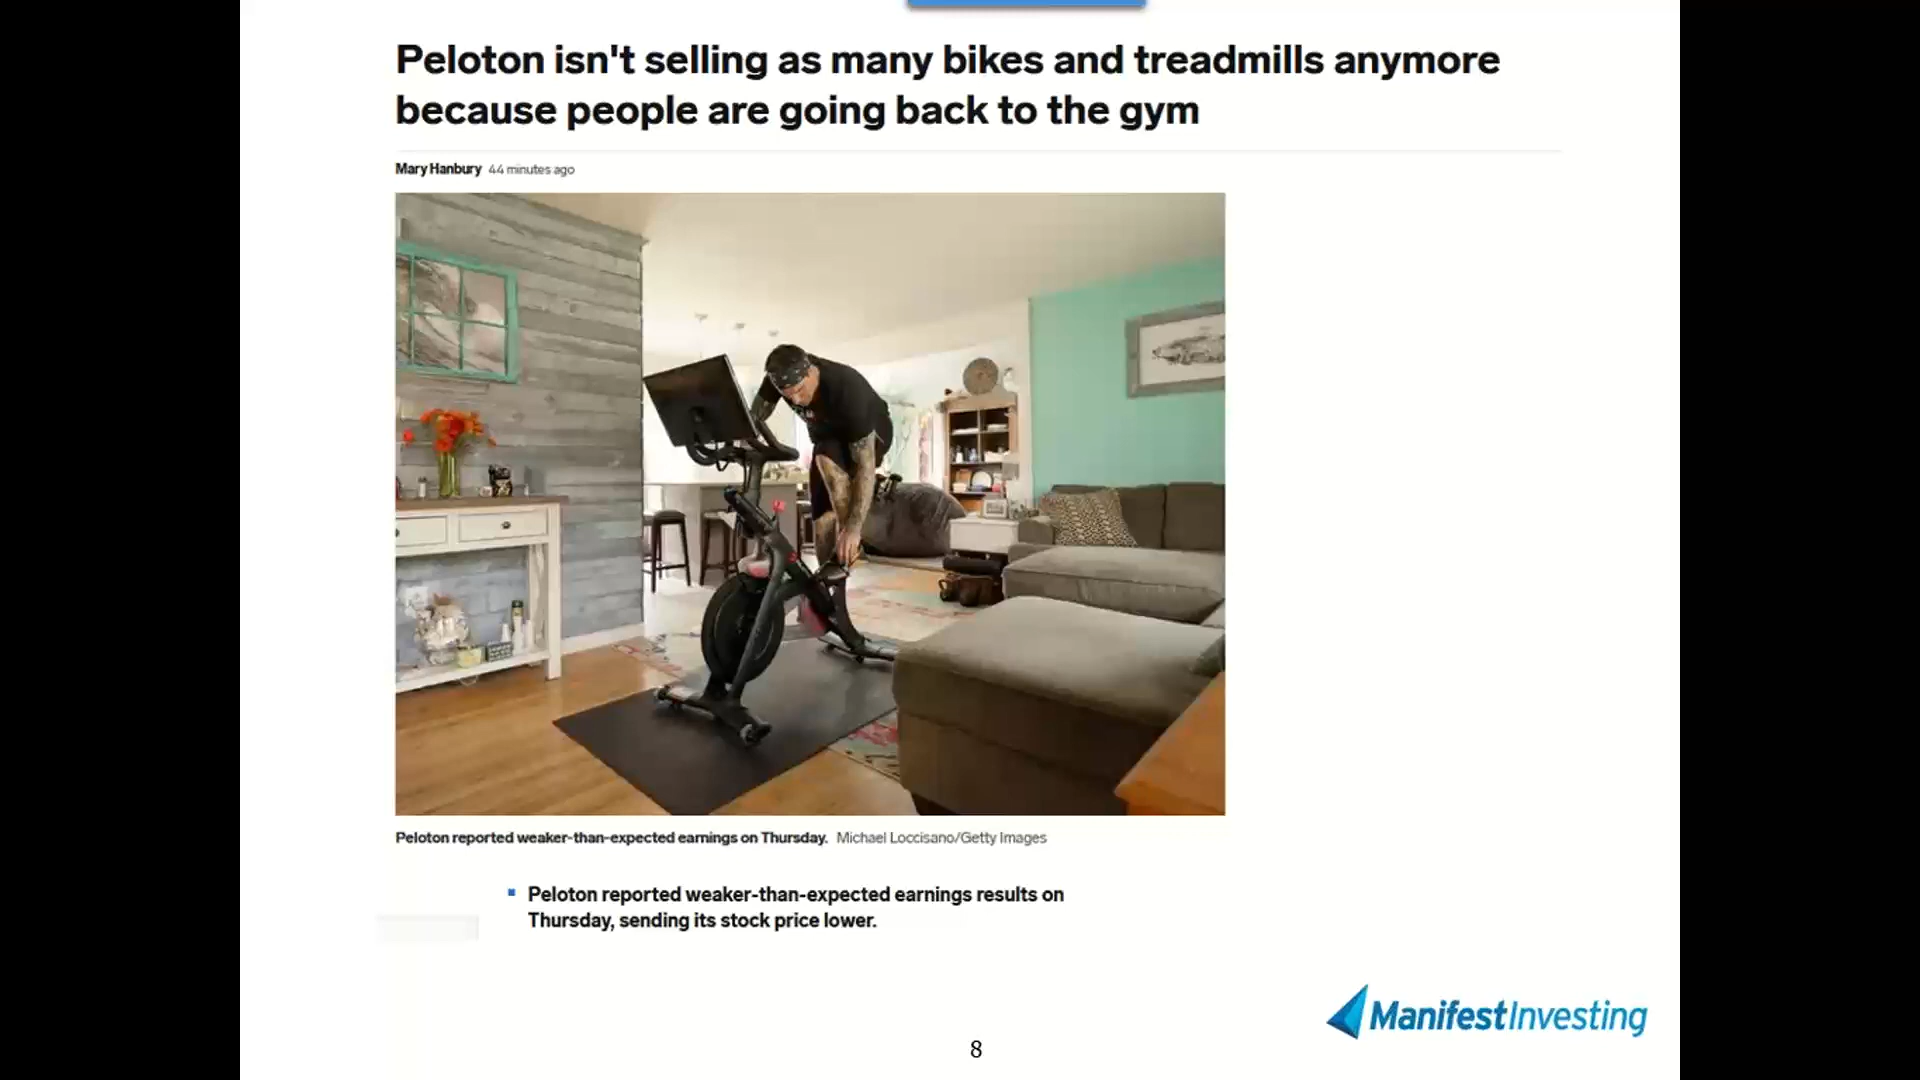 Peloton isn't selling as many bikes and treadmills anymore
because people are going back to the gym
Mary Hanbury 44 minutes ago
Peloton reported weaker-than-expected earnings on Thursday. Michael Loccisano/Getty Images
Peloton reported weaker-than-expected earnings results on
Thursday, sending its stock price lower.
ManifestInvesting
8